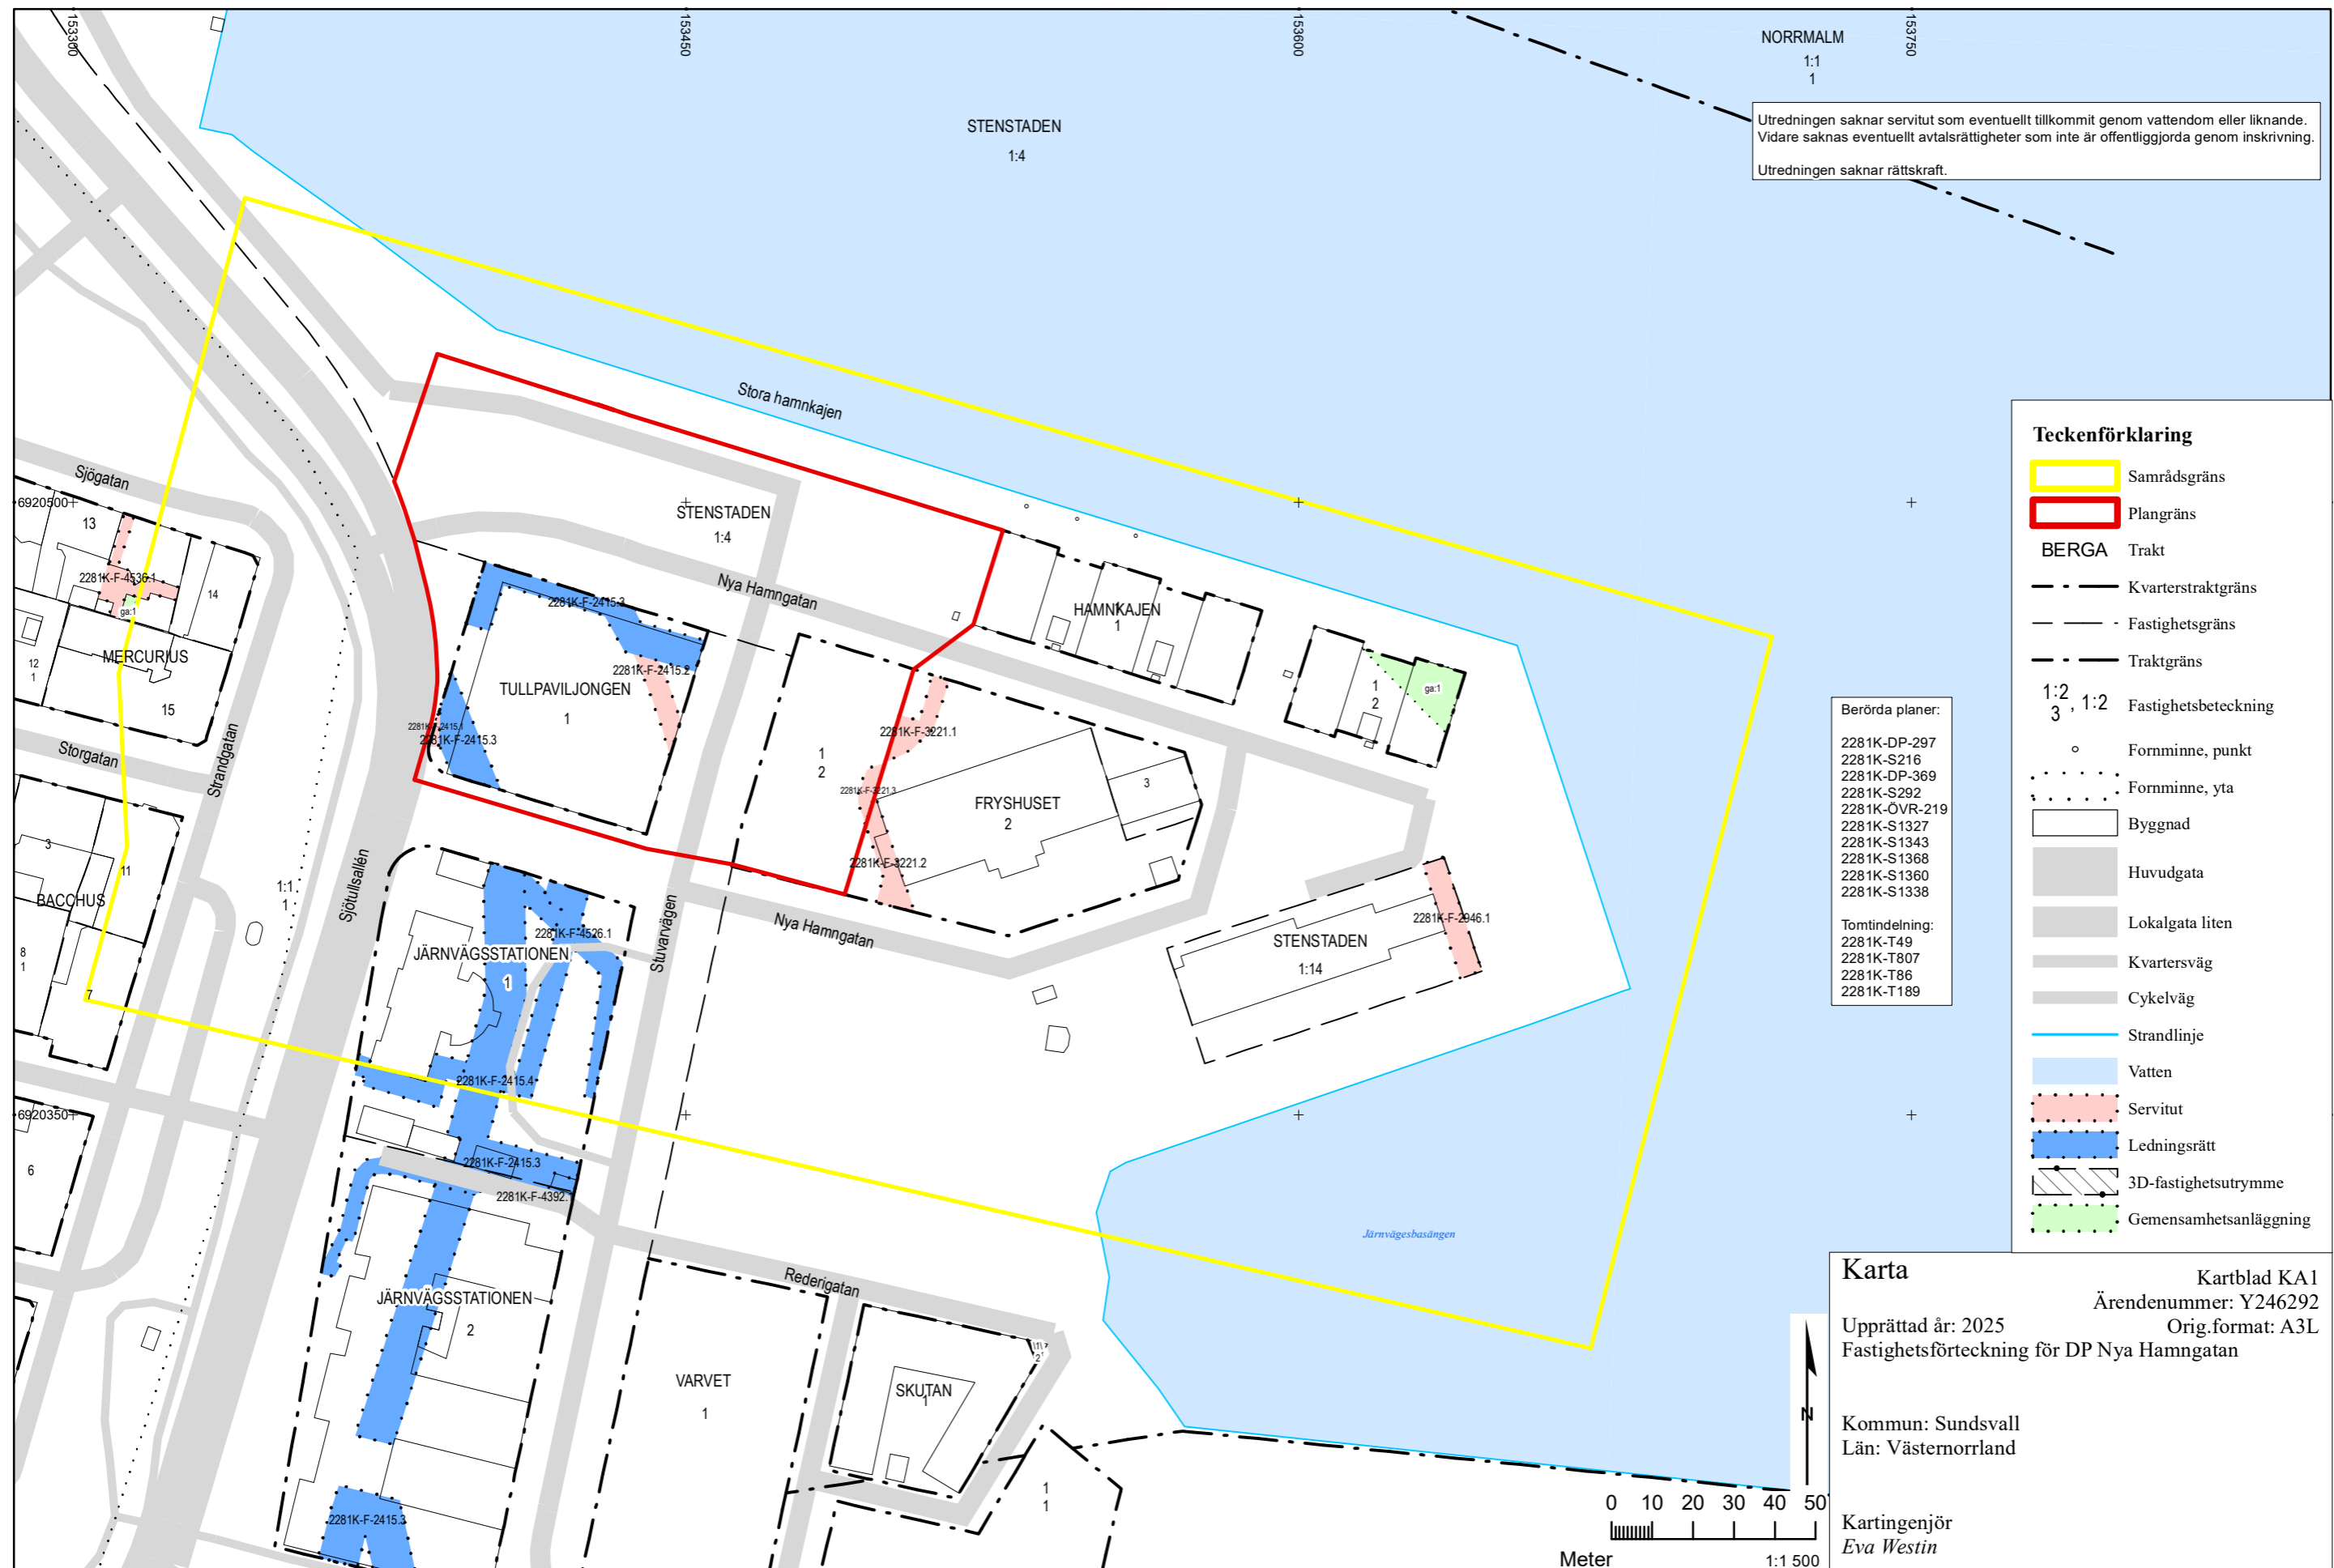 153300
153450
153600
153750
NORRMALM
1:1
1
STENSTADEN
1:4
Utredningen saknar servitut som eventuellt tillkommit genom vattendom eller liknande.
Vidare saknas eventuellt avtalsrättigheter som inte är offentliggjorda genom inskrivning.
Utredningen saknar rättskraft.
Stora hamnkajen
Sjögatan
6920500
13
2281K-F-4536.1
ga:1
14
12
1
MERCURIUS
15
Storgatan
Strandgatan
STENSTADEN
1:4
Nya Hamngatan
2281K-F-2415.3
2281K-F-2415.2
TULLPAVILJONGEN
1
2281K-F-2415.1
2281K-F-2415.3
HAMNKAJEN
1
1
2
ga:1
1
2
2281K-F-3221.1
2281K-F-3221.3
2281K-F-3221.2
FRYSHUSET
2
3
3
11
BACCHUS
8
1
7
1:1
1
Sjötullsallén
Stuvarvägen
Nya Hamngatan
2281K-F-4526.1
JÄRNVÄGSSTATIONEN
1
STENSTADEN
1:14
2281K-F-2946.1
2281K-F-2415.4
6920350
6
2281K-F-2415.3
2281K-F-4392.
Järnvägesbasängen
Rederigatan
JÄRNVÄGSSTATIONEN
2
VARVET
1
SKUTAN
1
1
1
2281K-F-2415.3
Teckenförklaring
Samrådsgräns
Plangräns
BERGA Trakt
Kvarterstraktgräns
Fastighetsgräns
Traktgräns
1:2
3 , 1:2 Fastighetsbeteckning
Fornminne, punkt
Fornminne, yta
Byggnad
Huvudgata
Lokalgata liten
Kvartersväg
Cykelväg
Strandlinje
Vatten
Servitut
Ledningsrätt
3D-fastighetsutrymme
Gemensamhetsanläggning
Berörda planer:
2281K-DP-297
2281K-S216
2281K-DP-369
2281K-S292
2281K-ÖVR-219
2281K-S1327
2281K-S1343
2281K-S1368
2281K-S1360
2281K-S1338
Tomtindelning:
2281K-T49
2281K-T807
2281K-T86
2281K-T189
Karta
Kartblad KA1
Ärendenummer: Y246292
Upprättad år: 2025
Orig.format: A3L
Fastighetsförteckning för DP Nya Hamngatan
Kommun: Sundsvall
Län: Västernorrland
Kartingenjör
Eva Westin
N
0 10 20 30 40 50
Meter
1:1 500